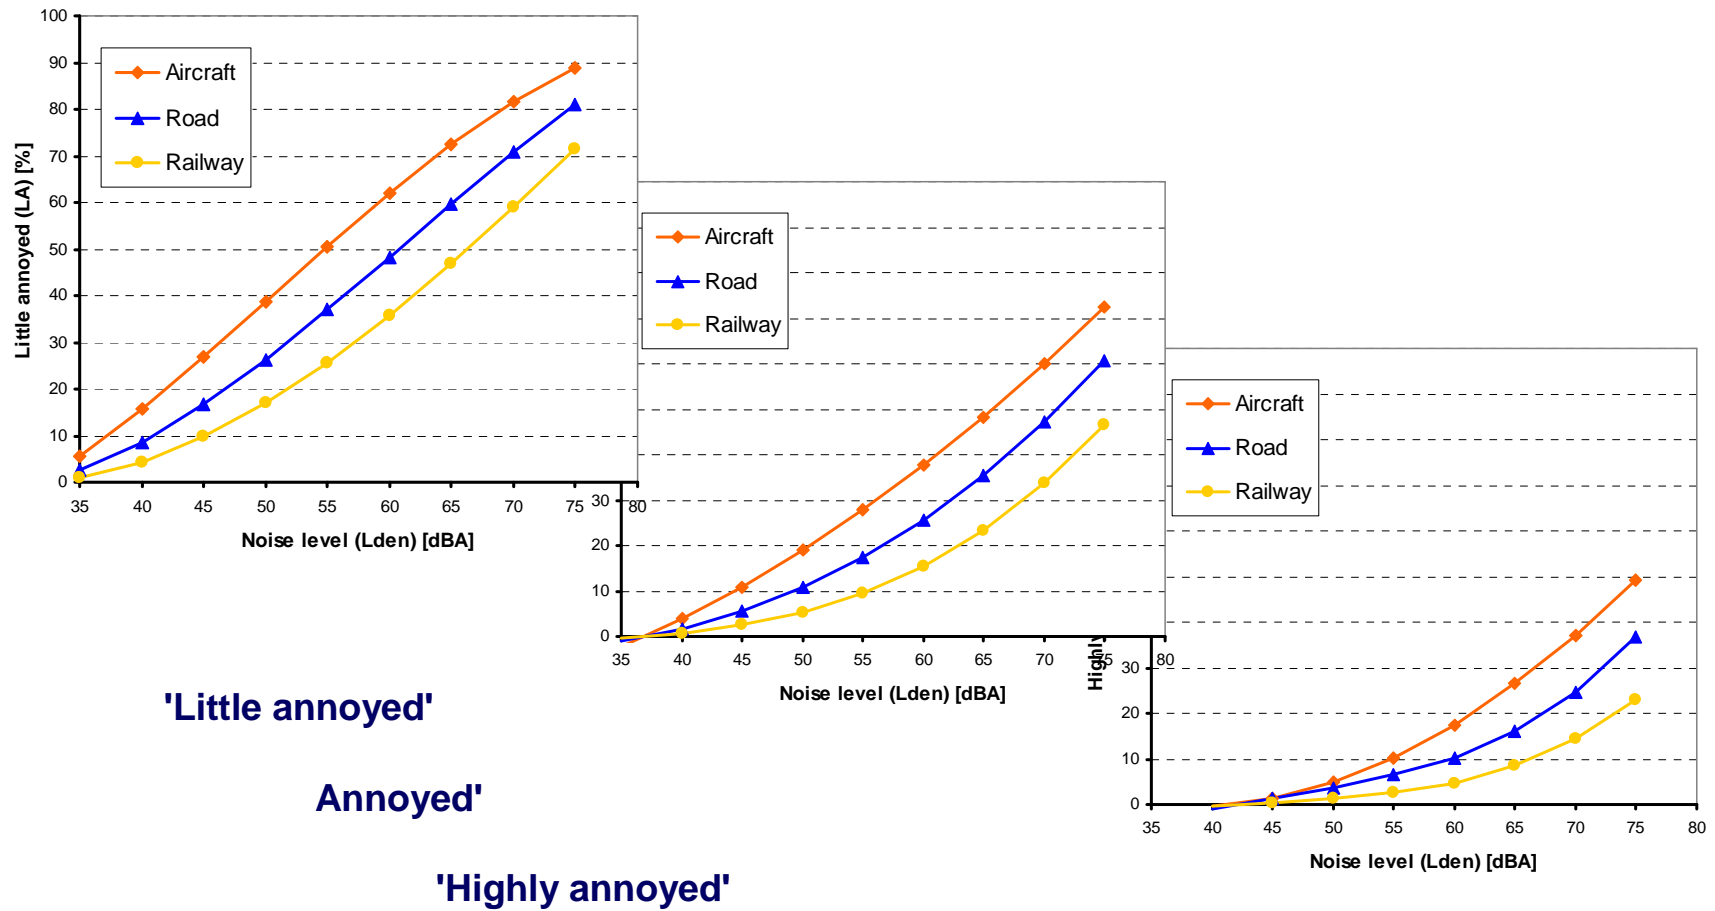 100
90
80
70
60
50
40
30
20
10
0
Little annoyed (LA) [%]
Aircraft
Road
Railway
35 40 45 50 55 60 65 70 75 80
Noise level (Lden) [dBA]
Aircraft
Road
Railway
30
20
10
0
35 40 45 50 55 60 65 70 75 80
Noise level (Lden) [dBA]
Highly
Aircraft
Road
Railway
30
20
10
0
35 40 45 50 55 60 65 70 75 80
Noise level (Lden) [dBA]
'Little annoyed'
Annoyed'
'Highly annoyed'